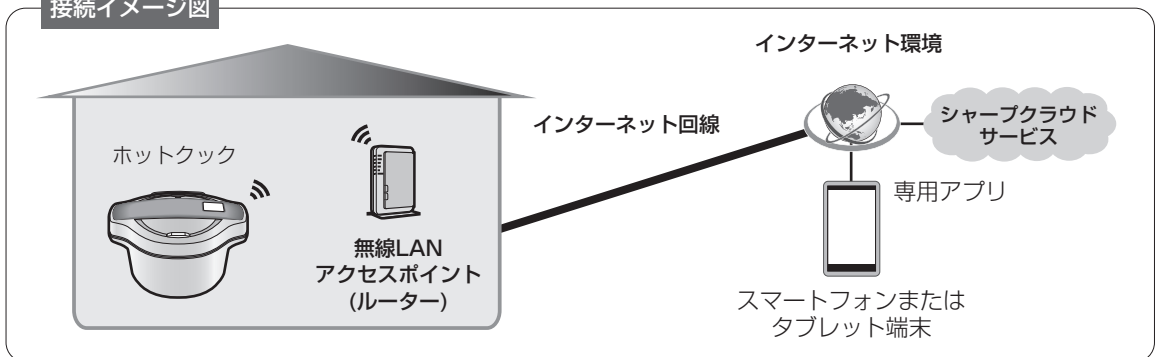 接続イメージ図
インターネット環境
インターネット回線
シャープクラウド
サービス
ホットクック
専用アプリ
無線LAN
アクセスポイント
(ルーター)
スマートフォンまたは
タブレット端末